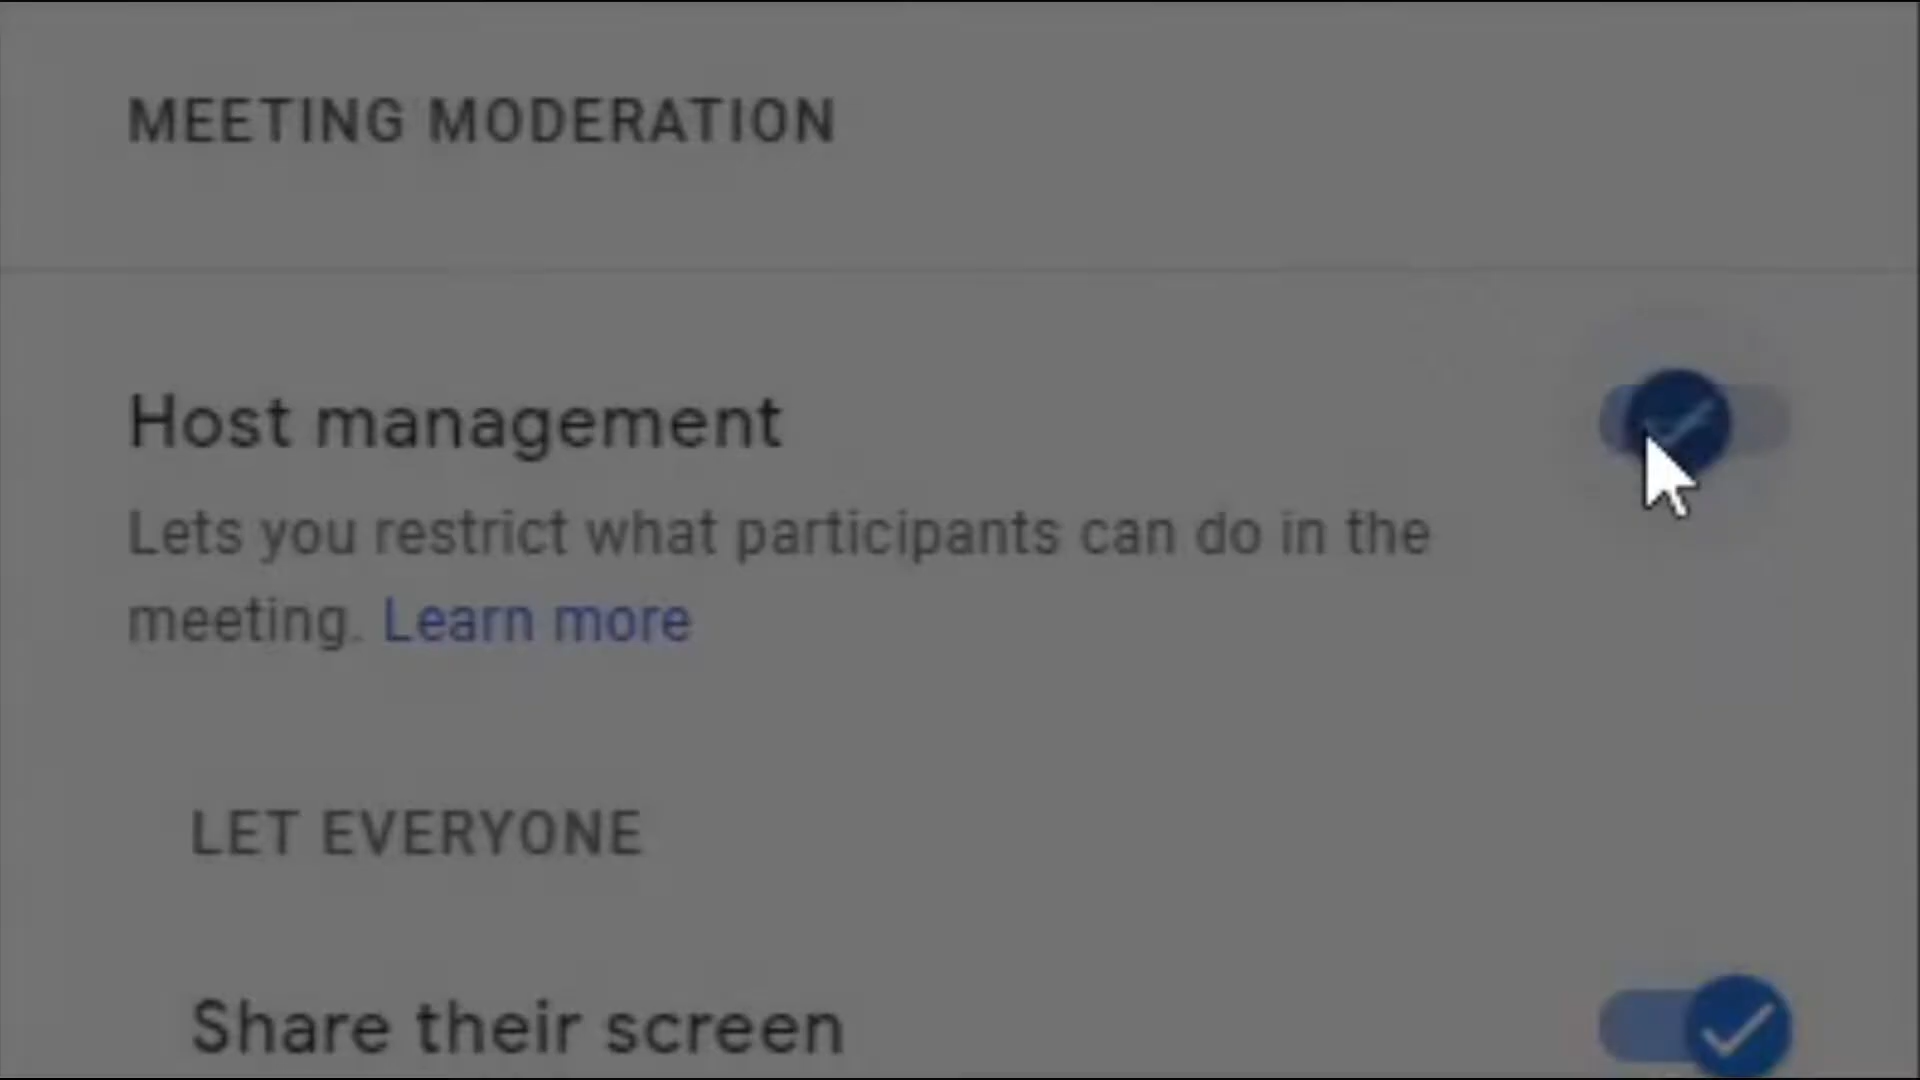 MEETING MODERATION
Host management
Lets you restrict what participants can do in the
meeting. Learn more
LET EVERYONE
Share their screen